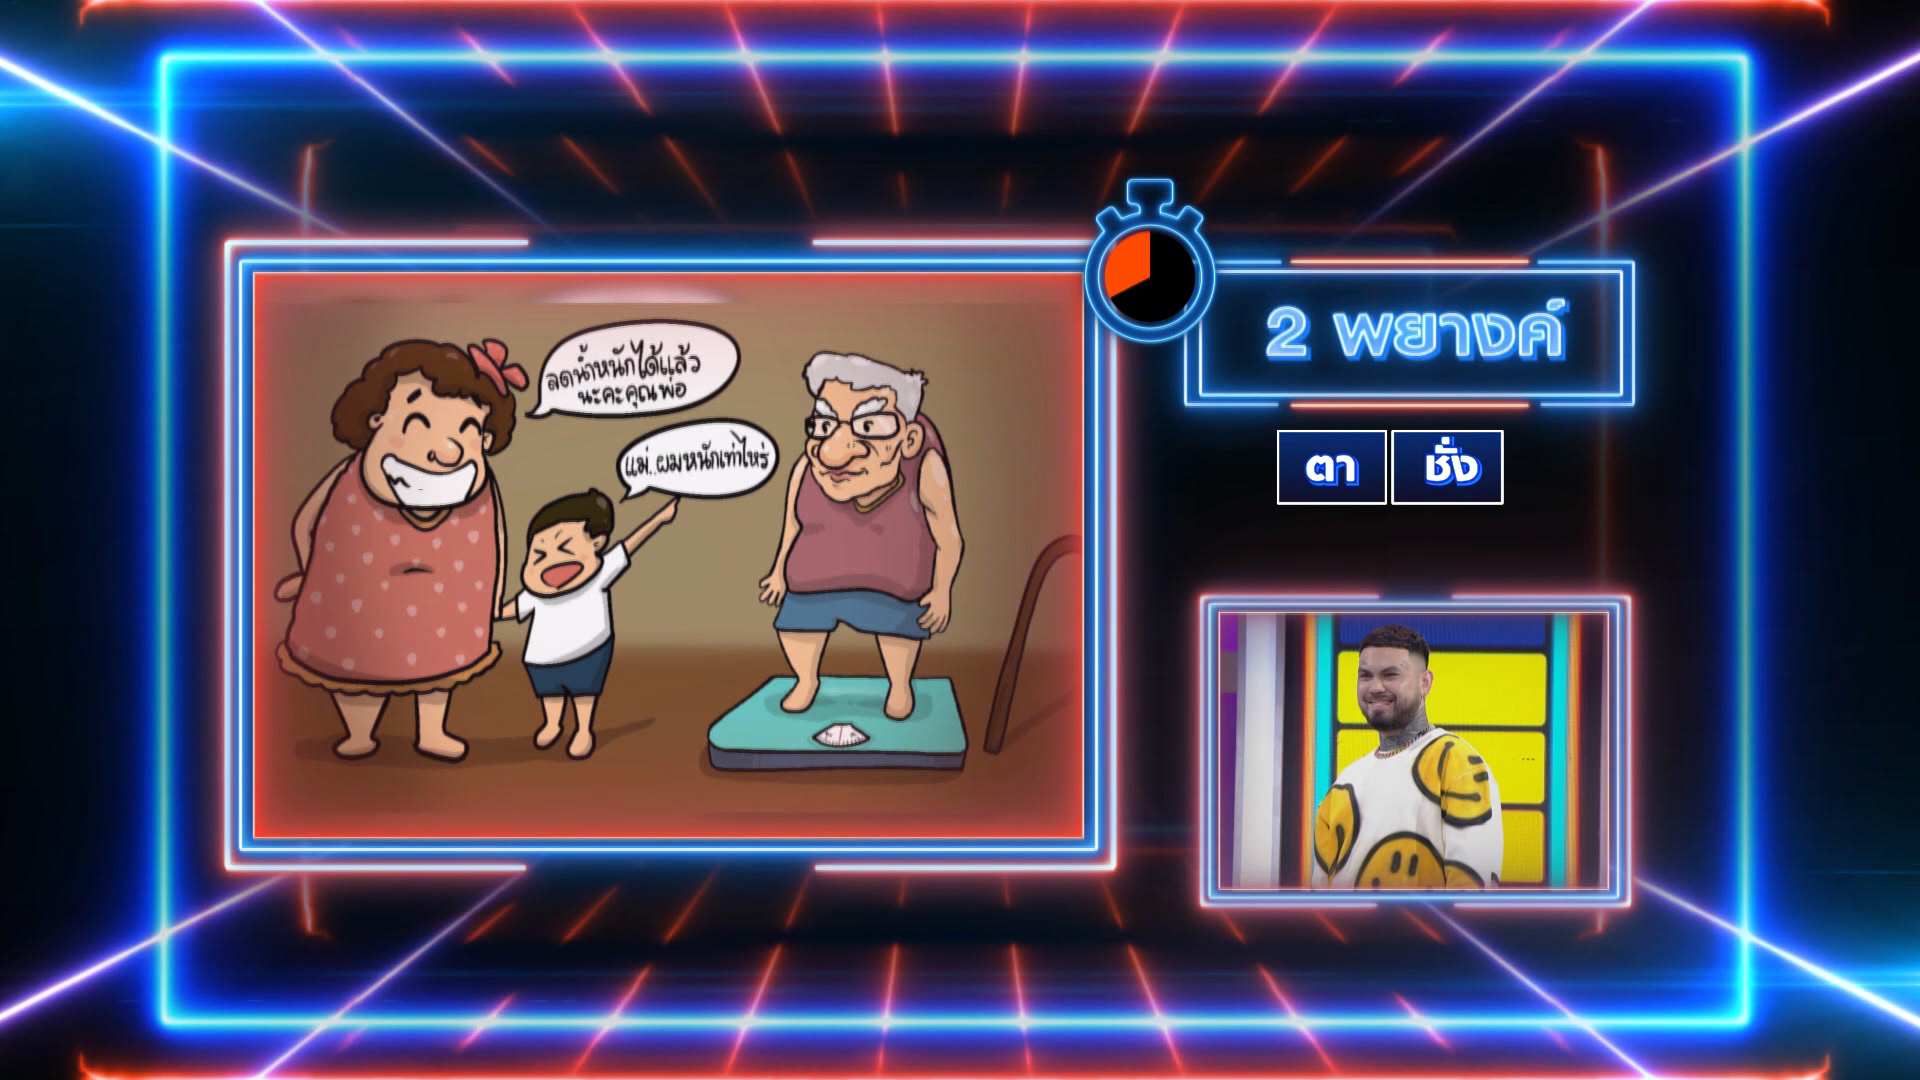 ลดน้ำหนักได้แล้ว
นะคะคุณพ่อ
แม่..ผมหนักเท่าไหร่
2 พยางค์
ตา ชั่ง